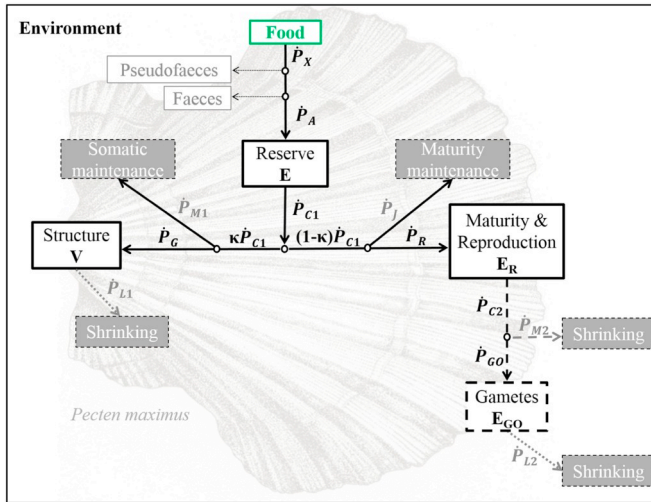 Environment
Food
Ṗ_X
Pseudofaeces
Faeces
Ṗ_A
Somatic
maintenance
Reserve
E
Maturity
maintenance
Ṗ_M1
Ṗ_C1
Ṗ_J
Structure
V
Ṗ_G
κṖ_C1
(1-κ)Ṗ_C1
Ṗ_R
Maturity &
Reproduction
E_R
Ṗ_L1
Shrinking
Ṗ_C2
Ṗ_M2
Shrinking
Ṗ_GO
Pecten maximus
Gametes
E_GO
Ṗ_L2
Shrinking